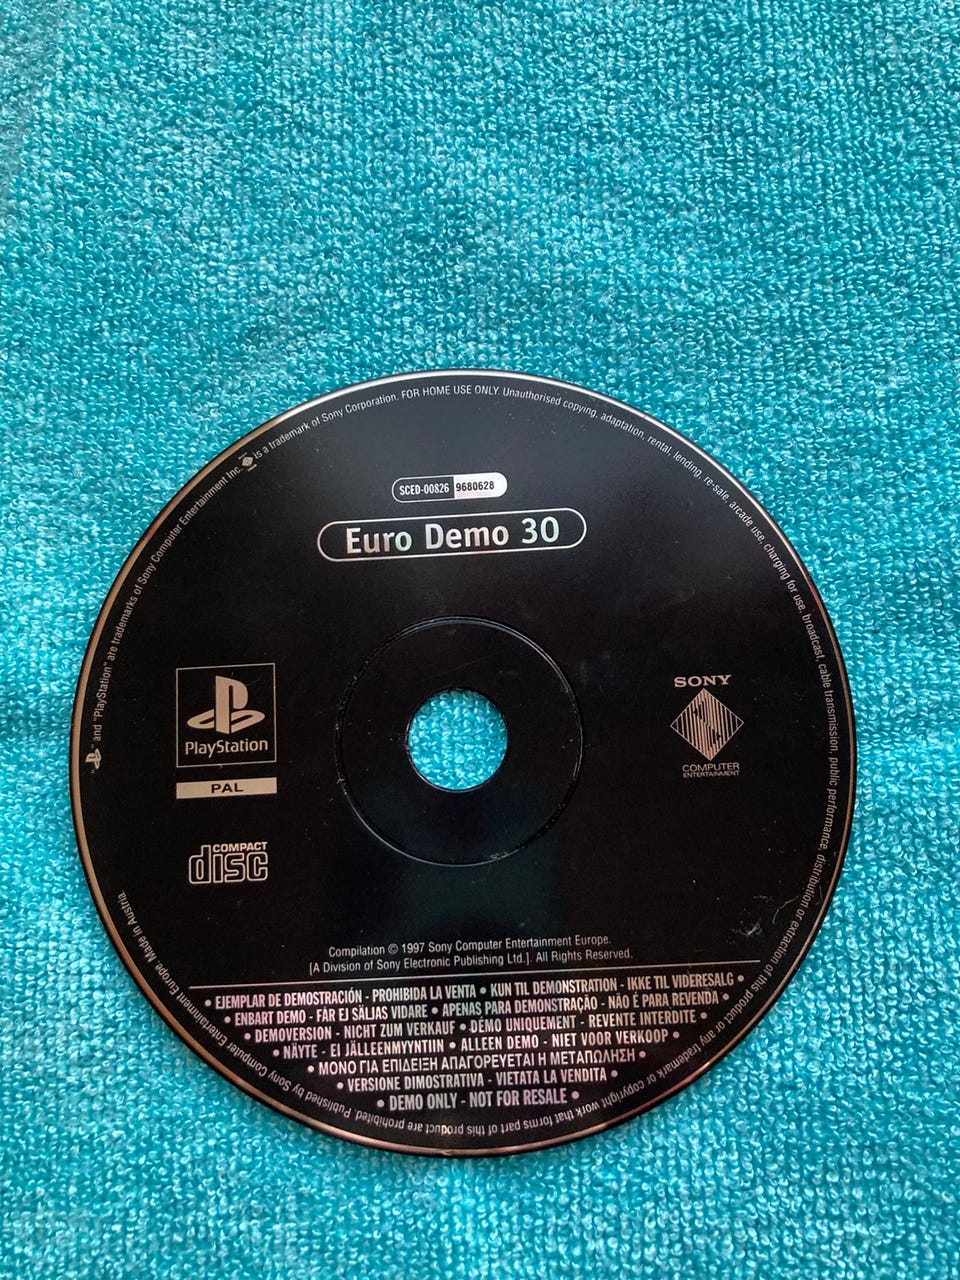 "PS" and "PlayStation" are trademarks of Sony Computer Entertainment Inc. is a trademark of Sony Corporation. FOR HOME USE ONLY. Unauthorised copying, adaptation, rental, lending, re-sale, arcade use, charging for use, broadcast, cable transmission, public performance, distribution or extraction of this product or any trademark or copyright work that forms part of this product are prohibited. Published by Sony Computer Entertainment Europe. Made in Austria.
SCED-00826 9680628
Euro Demo 30
PlayStation
PAL
SONY
COMPUTER
ENTERTAINMENT
COMPACT
disc
Compilation © 1997 Sony Computer Entertainment Europe.
[A Division of Sony Electronic Publishing Ltd.]. All Rights Reserved.
• EJEMPLAR DE DEMOSTRACIÓN - PROHIBIDA LA VENTA • KUN TIL DEMONSTRATION - IKKE TIL VIDERESALG •
• ENBART DEMO - FÅR EJ SÄLJAS VIDARE • APENAS PARA DEMONSTRAÇÃO - NÃO É PARA REVENDA •
• DEMOVERSION - NICHT ZUM VERKAUF • DÉMO UNIQUEMENT - REVENTE INTERDITE •
• NÄYTE - EI JÄLLEENMYYNTIIN • ALLEEN DEMO - NIET VOOR VERKOOP •
• ΜΟΝΟ ΓΙΑ ΕΠΙΔΕΙΞΗ ΑΠΑΓΟΡΕΥΕΤΑΙ Η ΜΕΤΑΠΩΛΗΣΗ •
• VERSIONE DIMOSTRATIVA - VIETATA LA VENDITA •
• DEMO ONLY - NOT FOR RESALE •